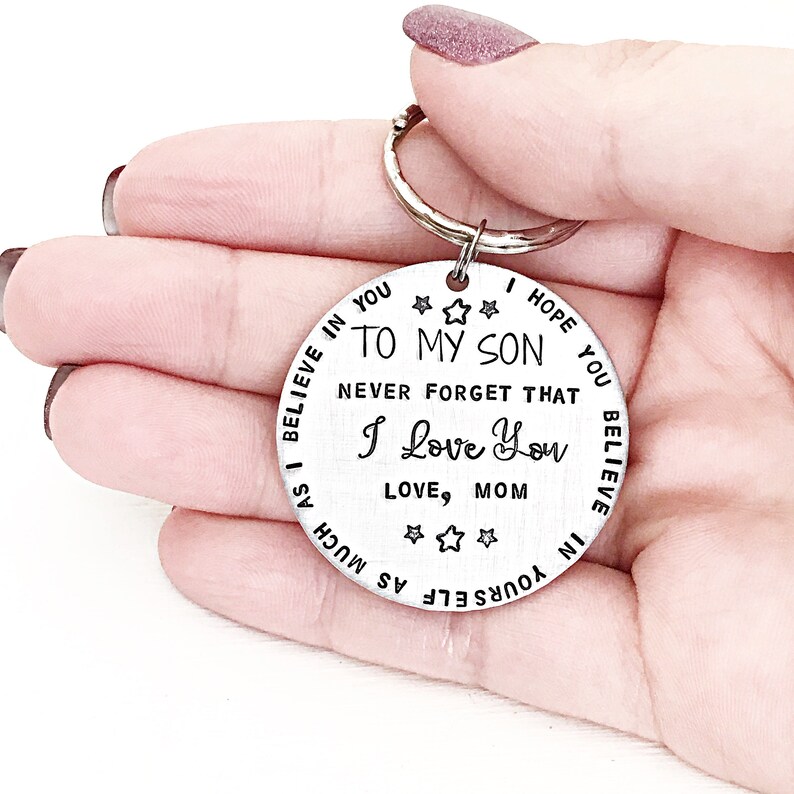 TO MY SON
NEVER FORGET THAT
I Love You
LOVE, MOM
I HOPE YOU BELIEVE IN YOURSELF AS MUCH AS I BELIEVE IN YOU